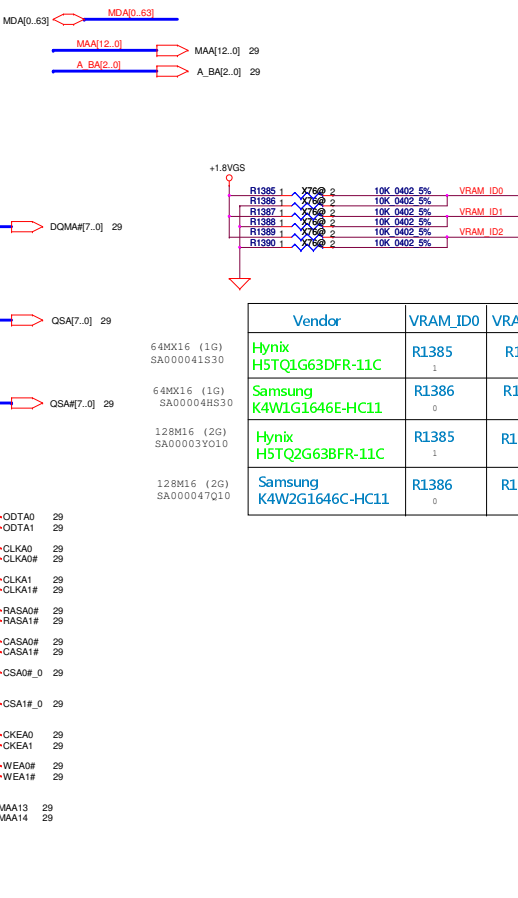 MDA[0..63] MDA[0..63]
MAA[12..0] MAA[12..0] 29
A_BA[2..0] A_BA[2..0] 29
+1.8VGS
R1385 1 X76@ 2 10K_0402_5% VRAM_ID0
R1386 1 X76@ 2 10K_0402_5%
R1387 1 X76@ 2 10K_0402_5% VRAM_ID1
R1388 1 X76@ 2 10K_0402_5%
R1389 1 X76@ 2 10K_0402_5% VRAM_ID2
R1390 1 X76@ 2 10K_0402_5%
DQMA#[7..0] 29
QSA[7..0] 29
Vendor VRAM_ID0 VRA
64MX16 (1G) Hynix R1385 R1
SA000041S30 H5TQ1G63DFR-11C 1
64MX16 (1G) Samsung R1386 R1
SA00004HS30 K4W1G1646E-HC11 0
QSA#[7..0] 29
128M16 (2G) Hynix R1385 R1
SA00003YO10 H5TQ2G63BFR-11C 1
128M16 (2G) Samsung R1386 R1
SA000047Q10 K4W2G1646C-HC11 0
ODTA0 29
ODTA1 29
CLKA0 29
CLKA0# 29
CLKA1 29
CLKA1# 29
RASA0# 29
RASA1# 29
CASA0# 29
CASA1# 29
CSA0#_0 29
CSA1#_0 29
CKEA0 29
CKEA1 29
WEA0# 29
WEA1# 29
MAA13 29
MAA14 29